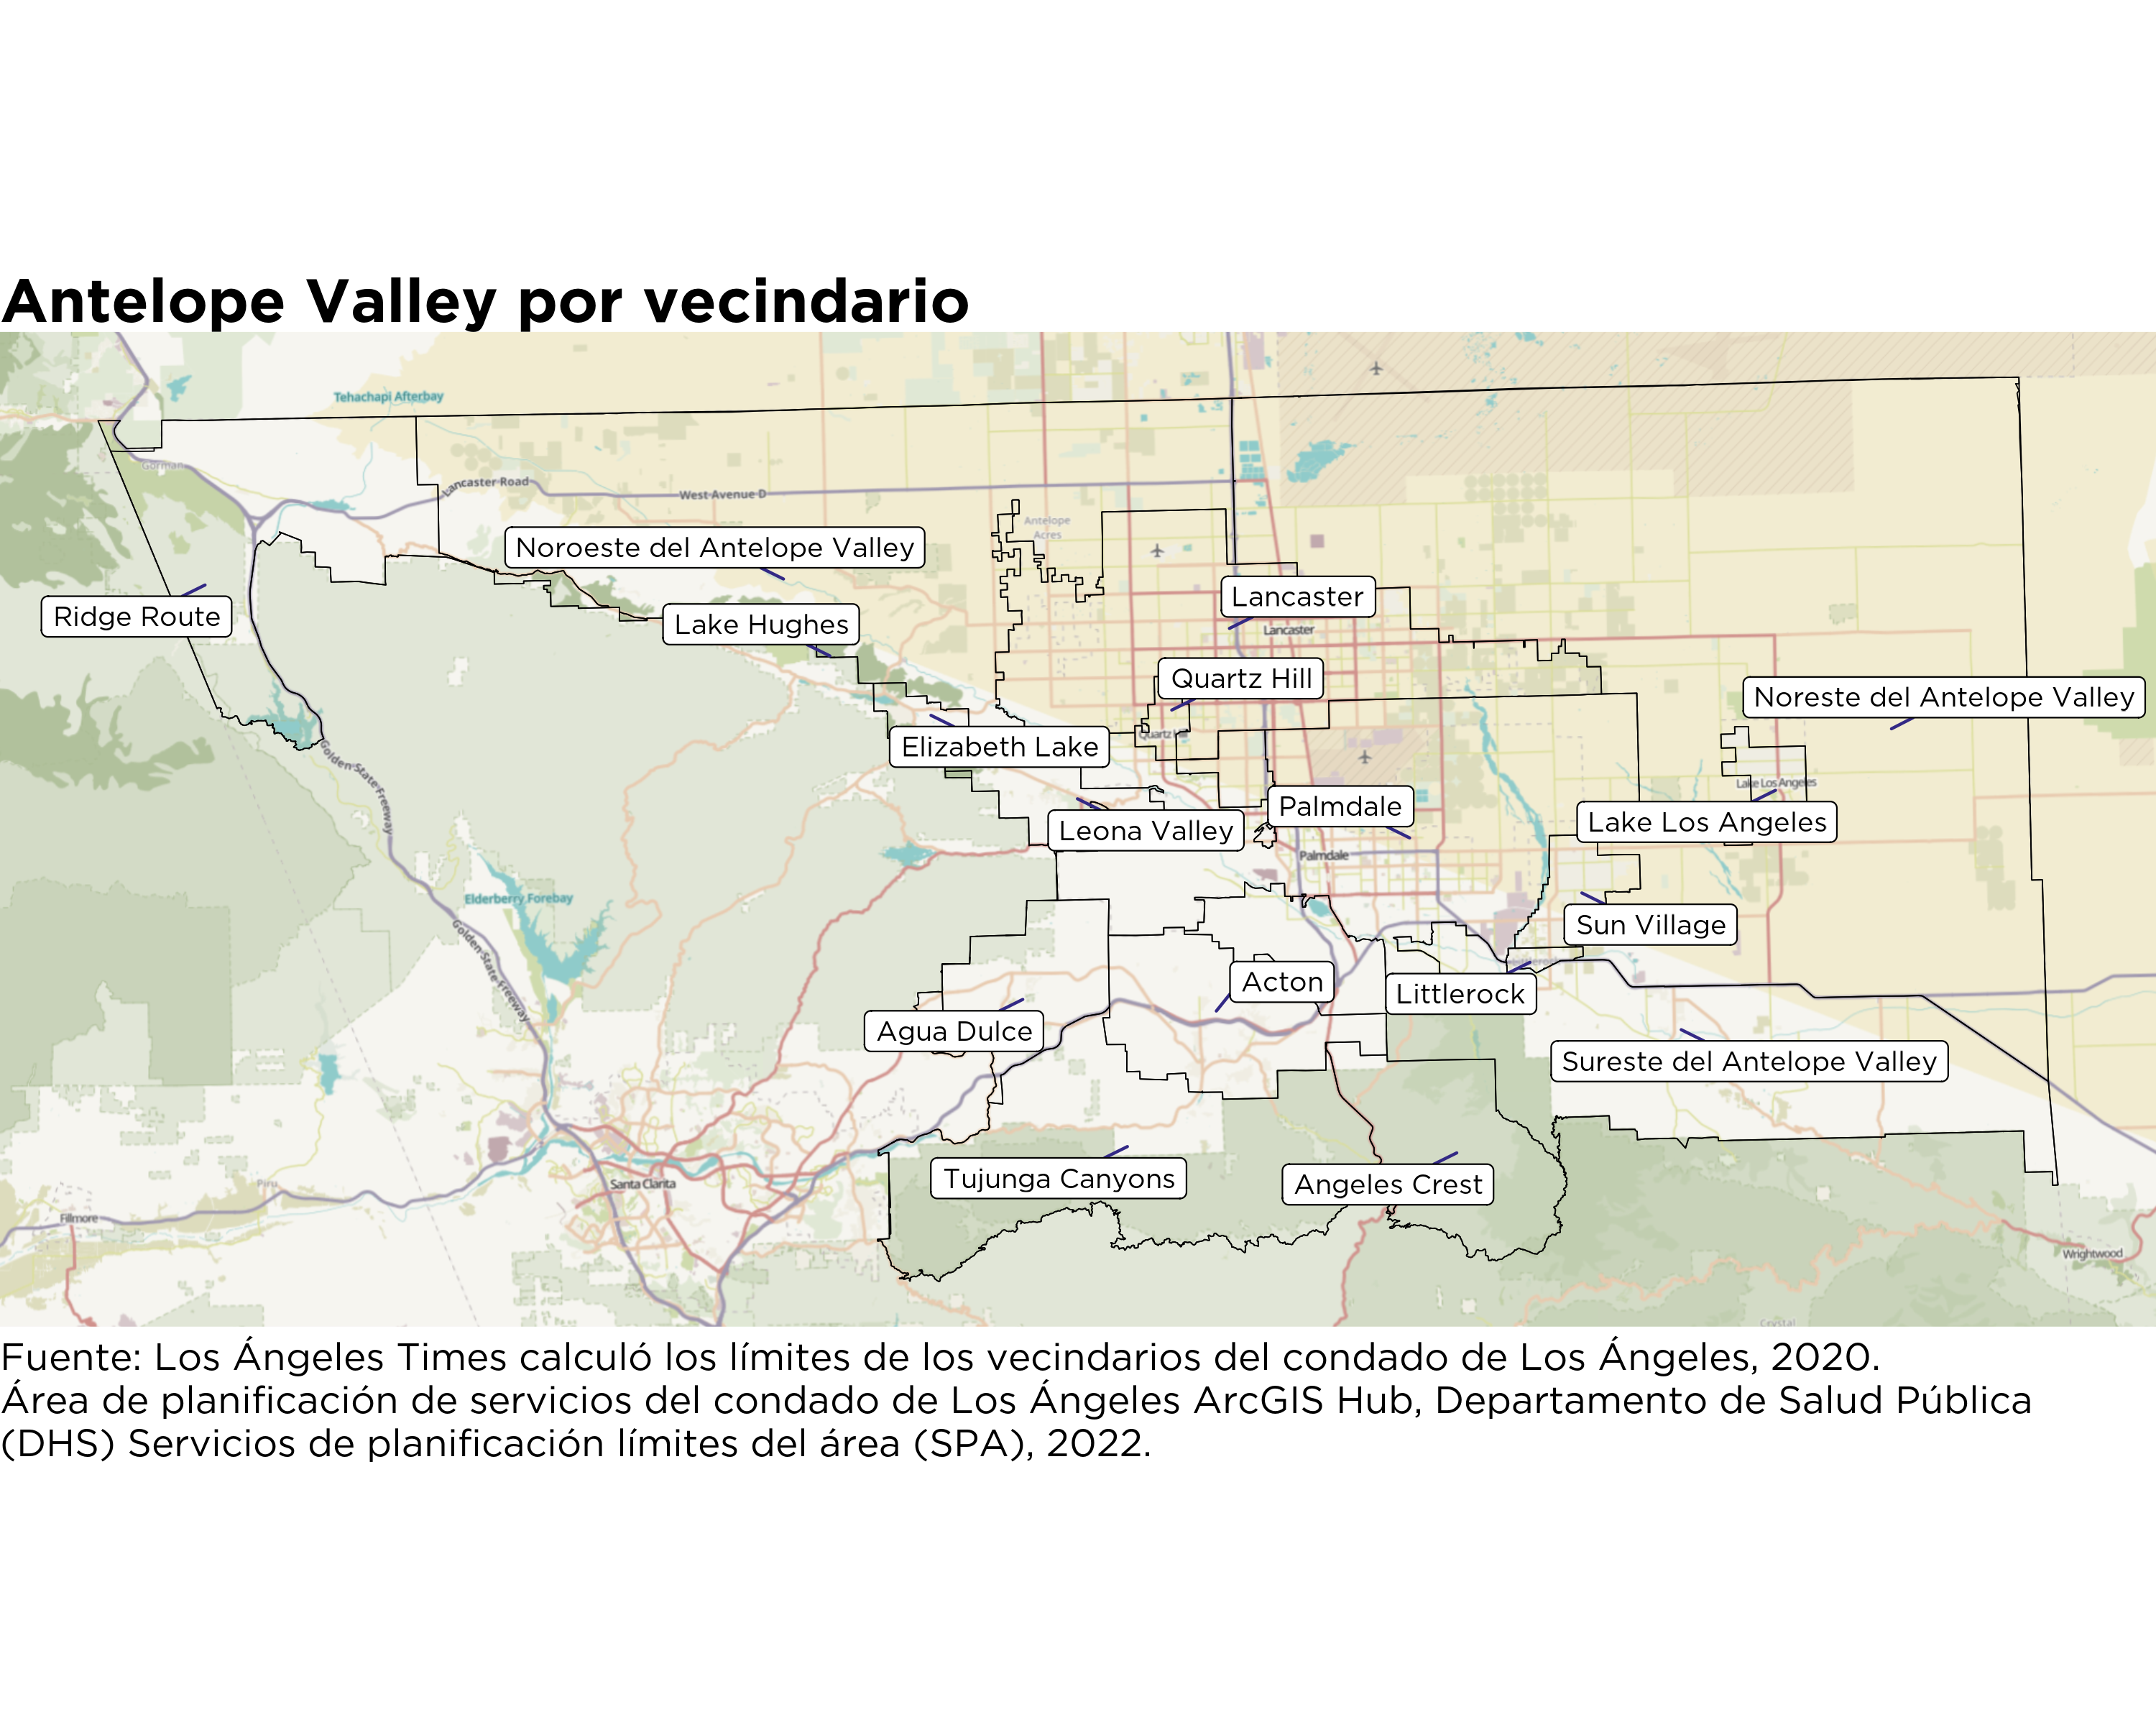 Antelope Valley por vecindario
Tehachapi Afterbay
Gorman
Lancaster Road
West Avenue D
Antelope
Acres
Noroeste del Antelope Valley
Lancaster
Ridge Route
Lake Hughes
Lancaster
Quartz Hill
Noreste del Antelope Valley
Quartz Hill
Elizabeth Lake
Golden State Freeway
Lake Los Angeles
Palmdale
Lake Los Angeles
Leona Valley
Palmdale
Elderberry Forebay
Sun Village
Golden State Freeway
Littlerock
Acton
Littlerock
Agua Dulce
Sureste del Antelope Valley
Tujunga Canyons
Angeles Crest
Santa Clarita
Piru
Fillmore
Wrightwood
Crystal
Fuente: Los Ángeles Times calculó los límites de los vecindarios del condado de Los Ángeles, 2020.
Área de planificación de servicios del condado de Los Ángeles ArcGIS Hub, Departamento de Salud Pública
(DHS) Servicios de planificación límites del área (SPA), 2022.